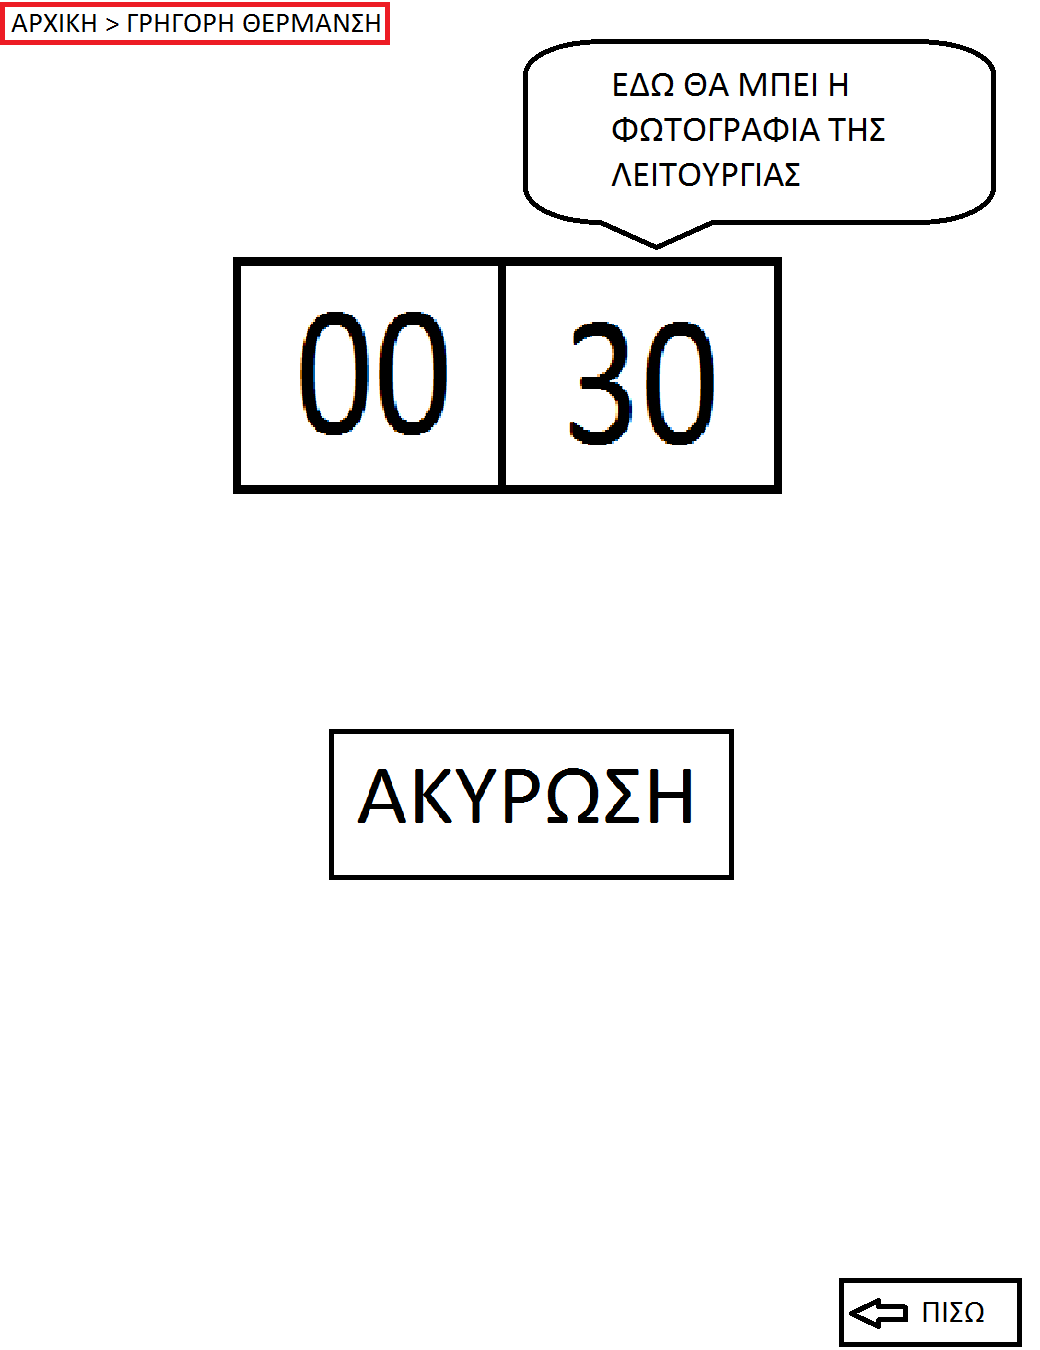 ΑΡΧΙΚΗ > ΓΡΗΓΟΡΗ ΘΕΡΜΑΝΣΗ
ΕΔΩ ΘΑ ΜΠΕΙ Η
ΦΩΤΟΓΡΑΦΙΑ ΤΗΣ
ΛΕΙΤΟΥΡΓΙΑΣ
00 30
ΑΚΥΡΩΣΗ
ΠΙΣΩ